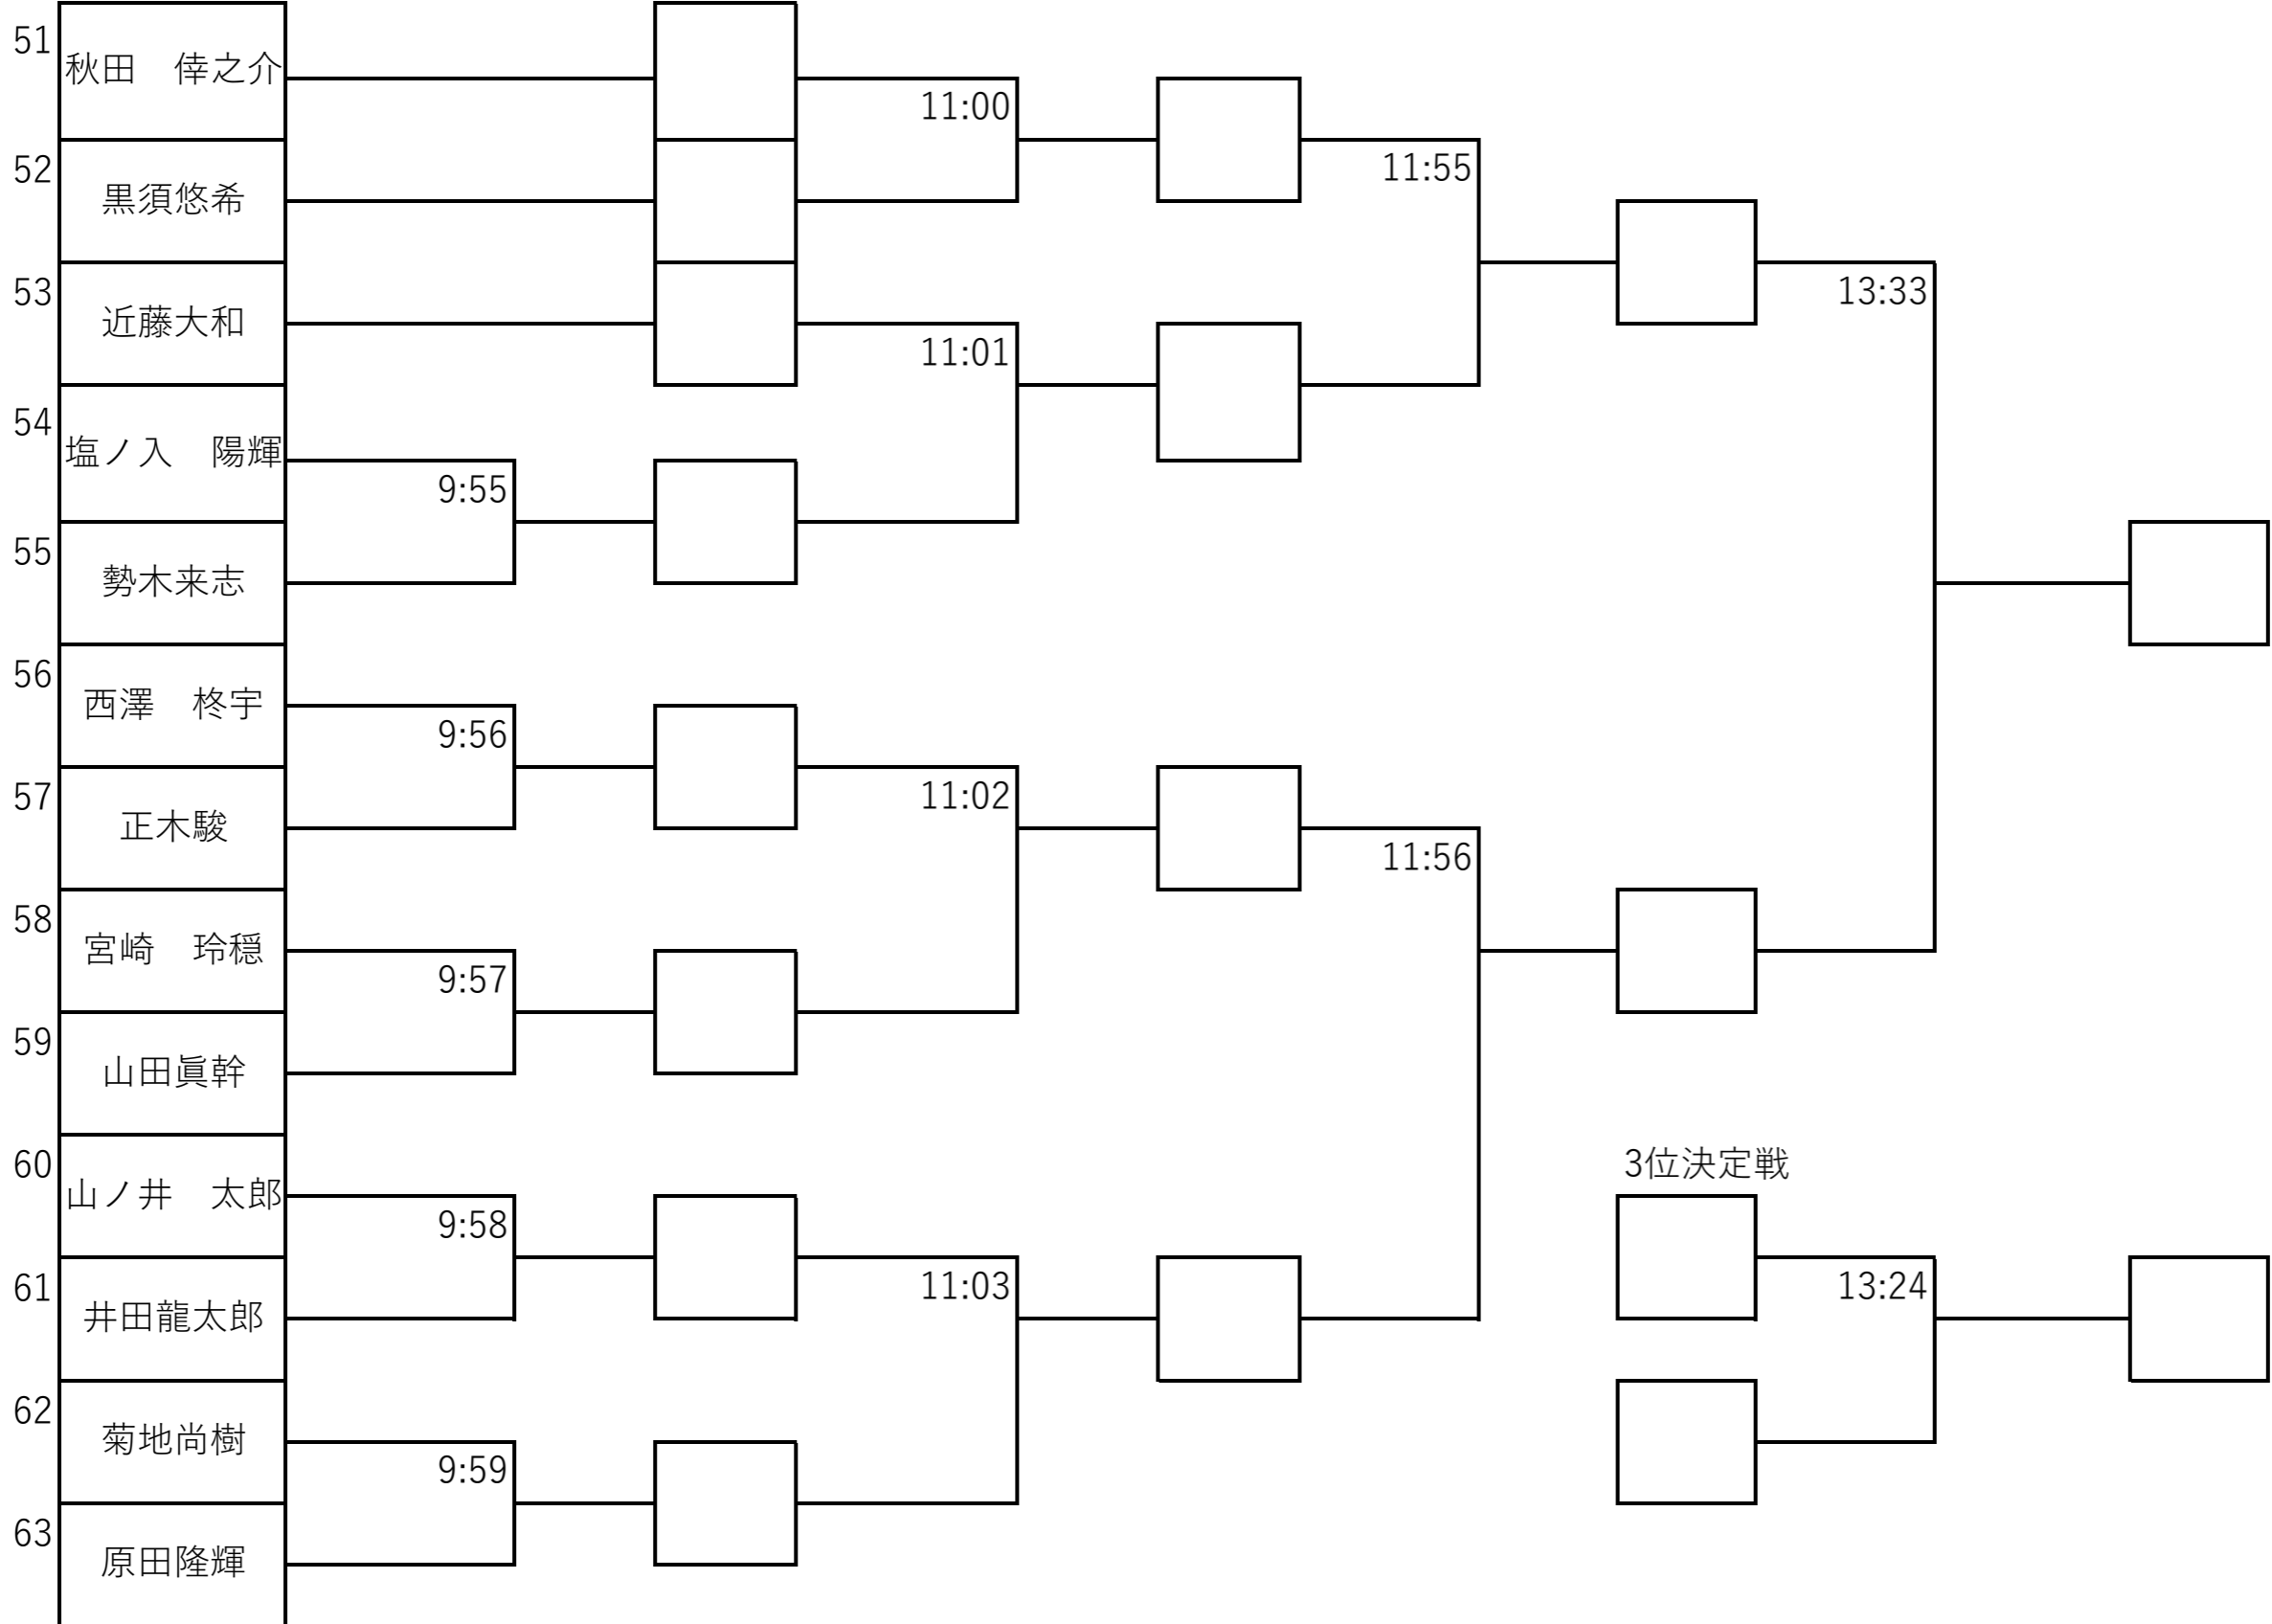 51
秋田　倖之介
11:00
52
黒須悠希
11:55
53
近藤大和
13:33
11:01
54
塩ノ入　陽輝
9:55
55
勢木来志
56
西澤　柊宇
9:56
57
正木駿
11:02
11:56
58
宮崎　玲穏
9:57
59
山田眞幹
60
山ノ井　太郎
3位決定戦
9:58
61
井田龍太郎
11:03
13:24
62
菊地尚樹
9:59
63
原田隆輝